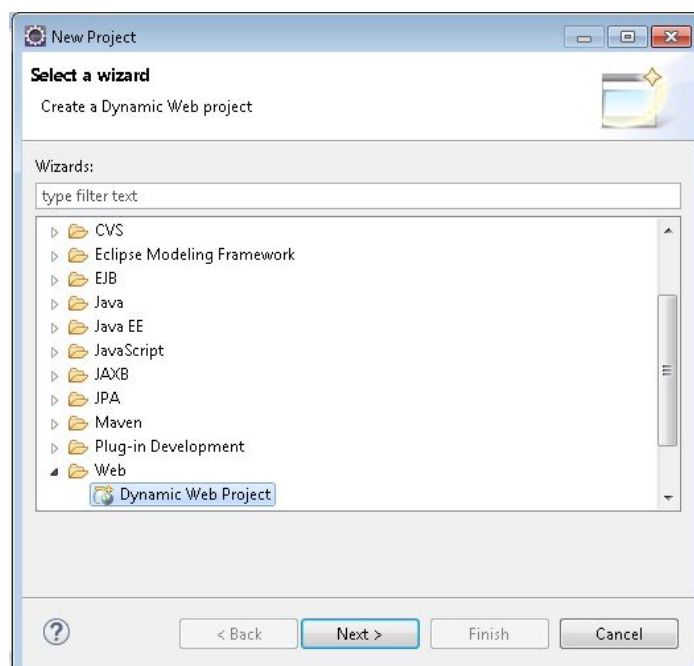 New Project
Select a wizard
Create a Dynamic Web project
Wizards:
type filter text
CVS
Eclipse Modeling Framework
EJB
Java
Java EE
JavaScript
JAXB
JPA
Maven
Plug-in Development
Web
Dynamic Web Project
? < Back Next > Finish Cancel